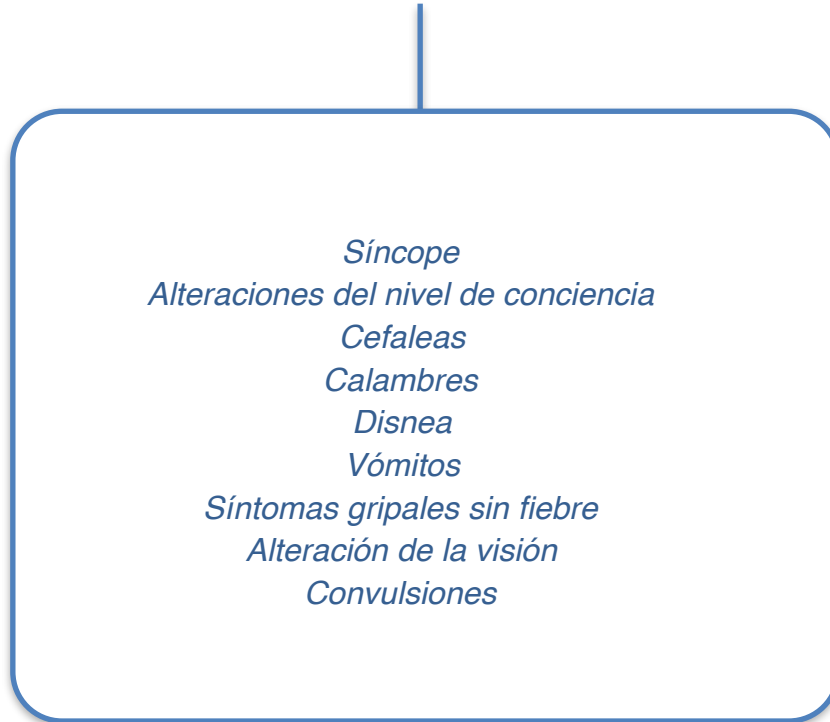 Síncope
Alteraciones del nivel de conciencia
Cefaleas
Calambres
Disnea
Vómitos
Síntomas gripales sin fiebre
Alteración de la visión
Convulsiones